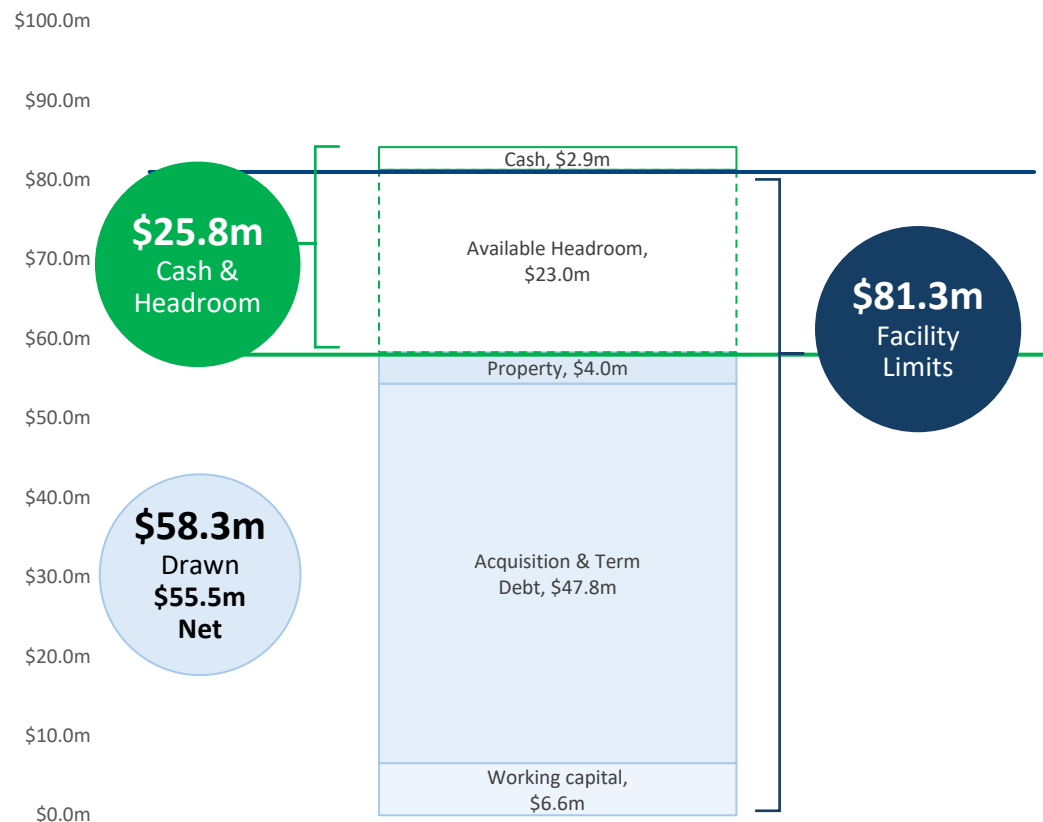 $100.0m
$90.0m
$80.0m
$70.0m
$60.0m
$50.0m
$40.0m
$30.0m
$20.0m
$10.0m
$0.0m
$25.8m
Cash &
Headroom
$58.3m
Drawn
$55.5m
Net
Cash, $2.9m
Available Headroom,
$23.0m
Property, $4.0m
Acquisition & Term
Debt, $47.8m
Working capital,
$6.6m
$81.3m
Facility
Limits